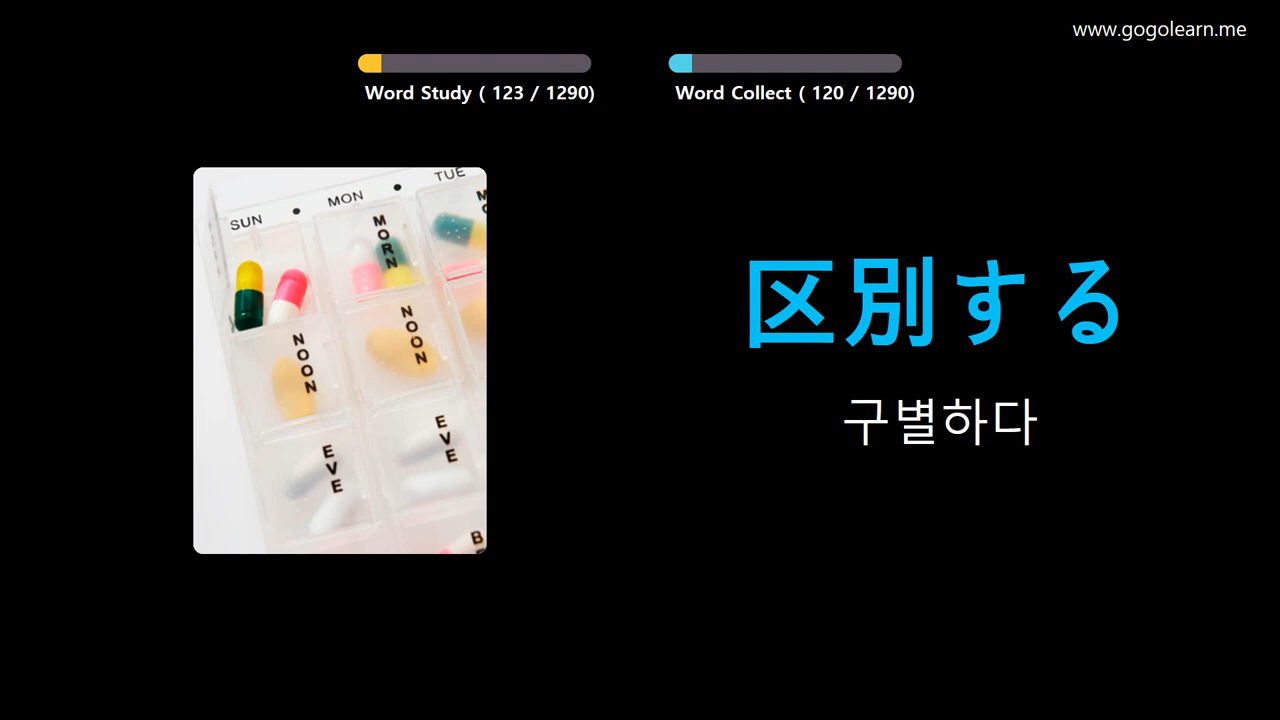 www.gogolearn.me
Word Study ( 123 / 1290)
Word Collect ( 120 / 1290)
SUN • MON • TUE
MORN
NOON
NOON
EVE
EVE
区別する
구별하다